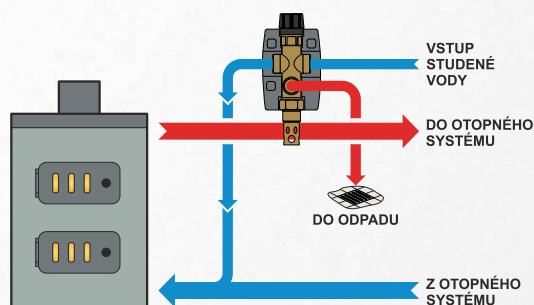 VSTUP
STUDENÉ
VODY
DO OTOPNÉHO
SYSTÉMU
DO ODPADU
Z OTOPNÉHO
SYSTÉMU